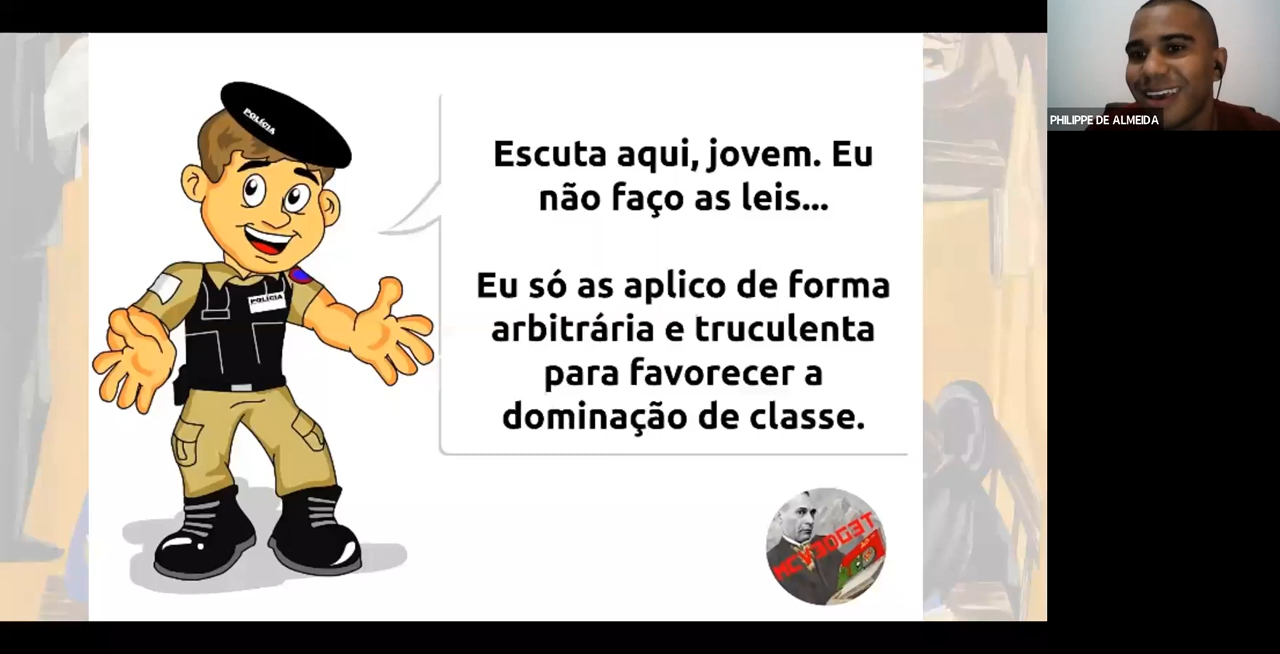 PHILIPPE DE ALMEIDA
POLÍCIA
Escuta aqui, jovem. Eu
não faço as leis...
Eu só as aplico de forma
arbitrária e truculenta
para favorecer a
dominação de classe.
POLÍCIA